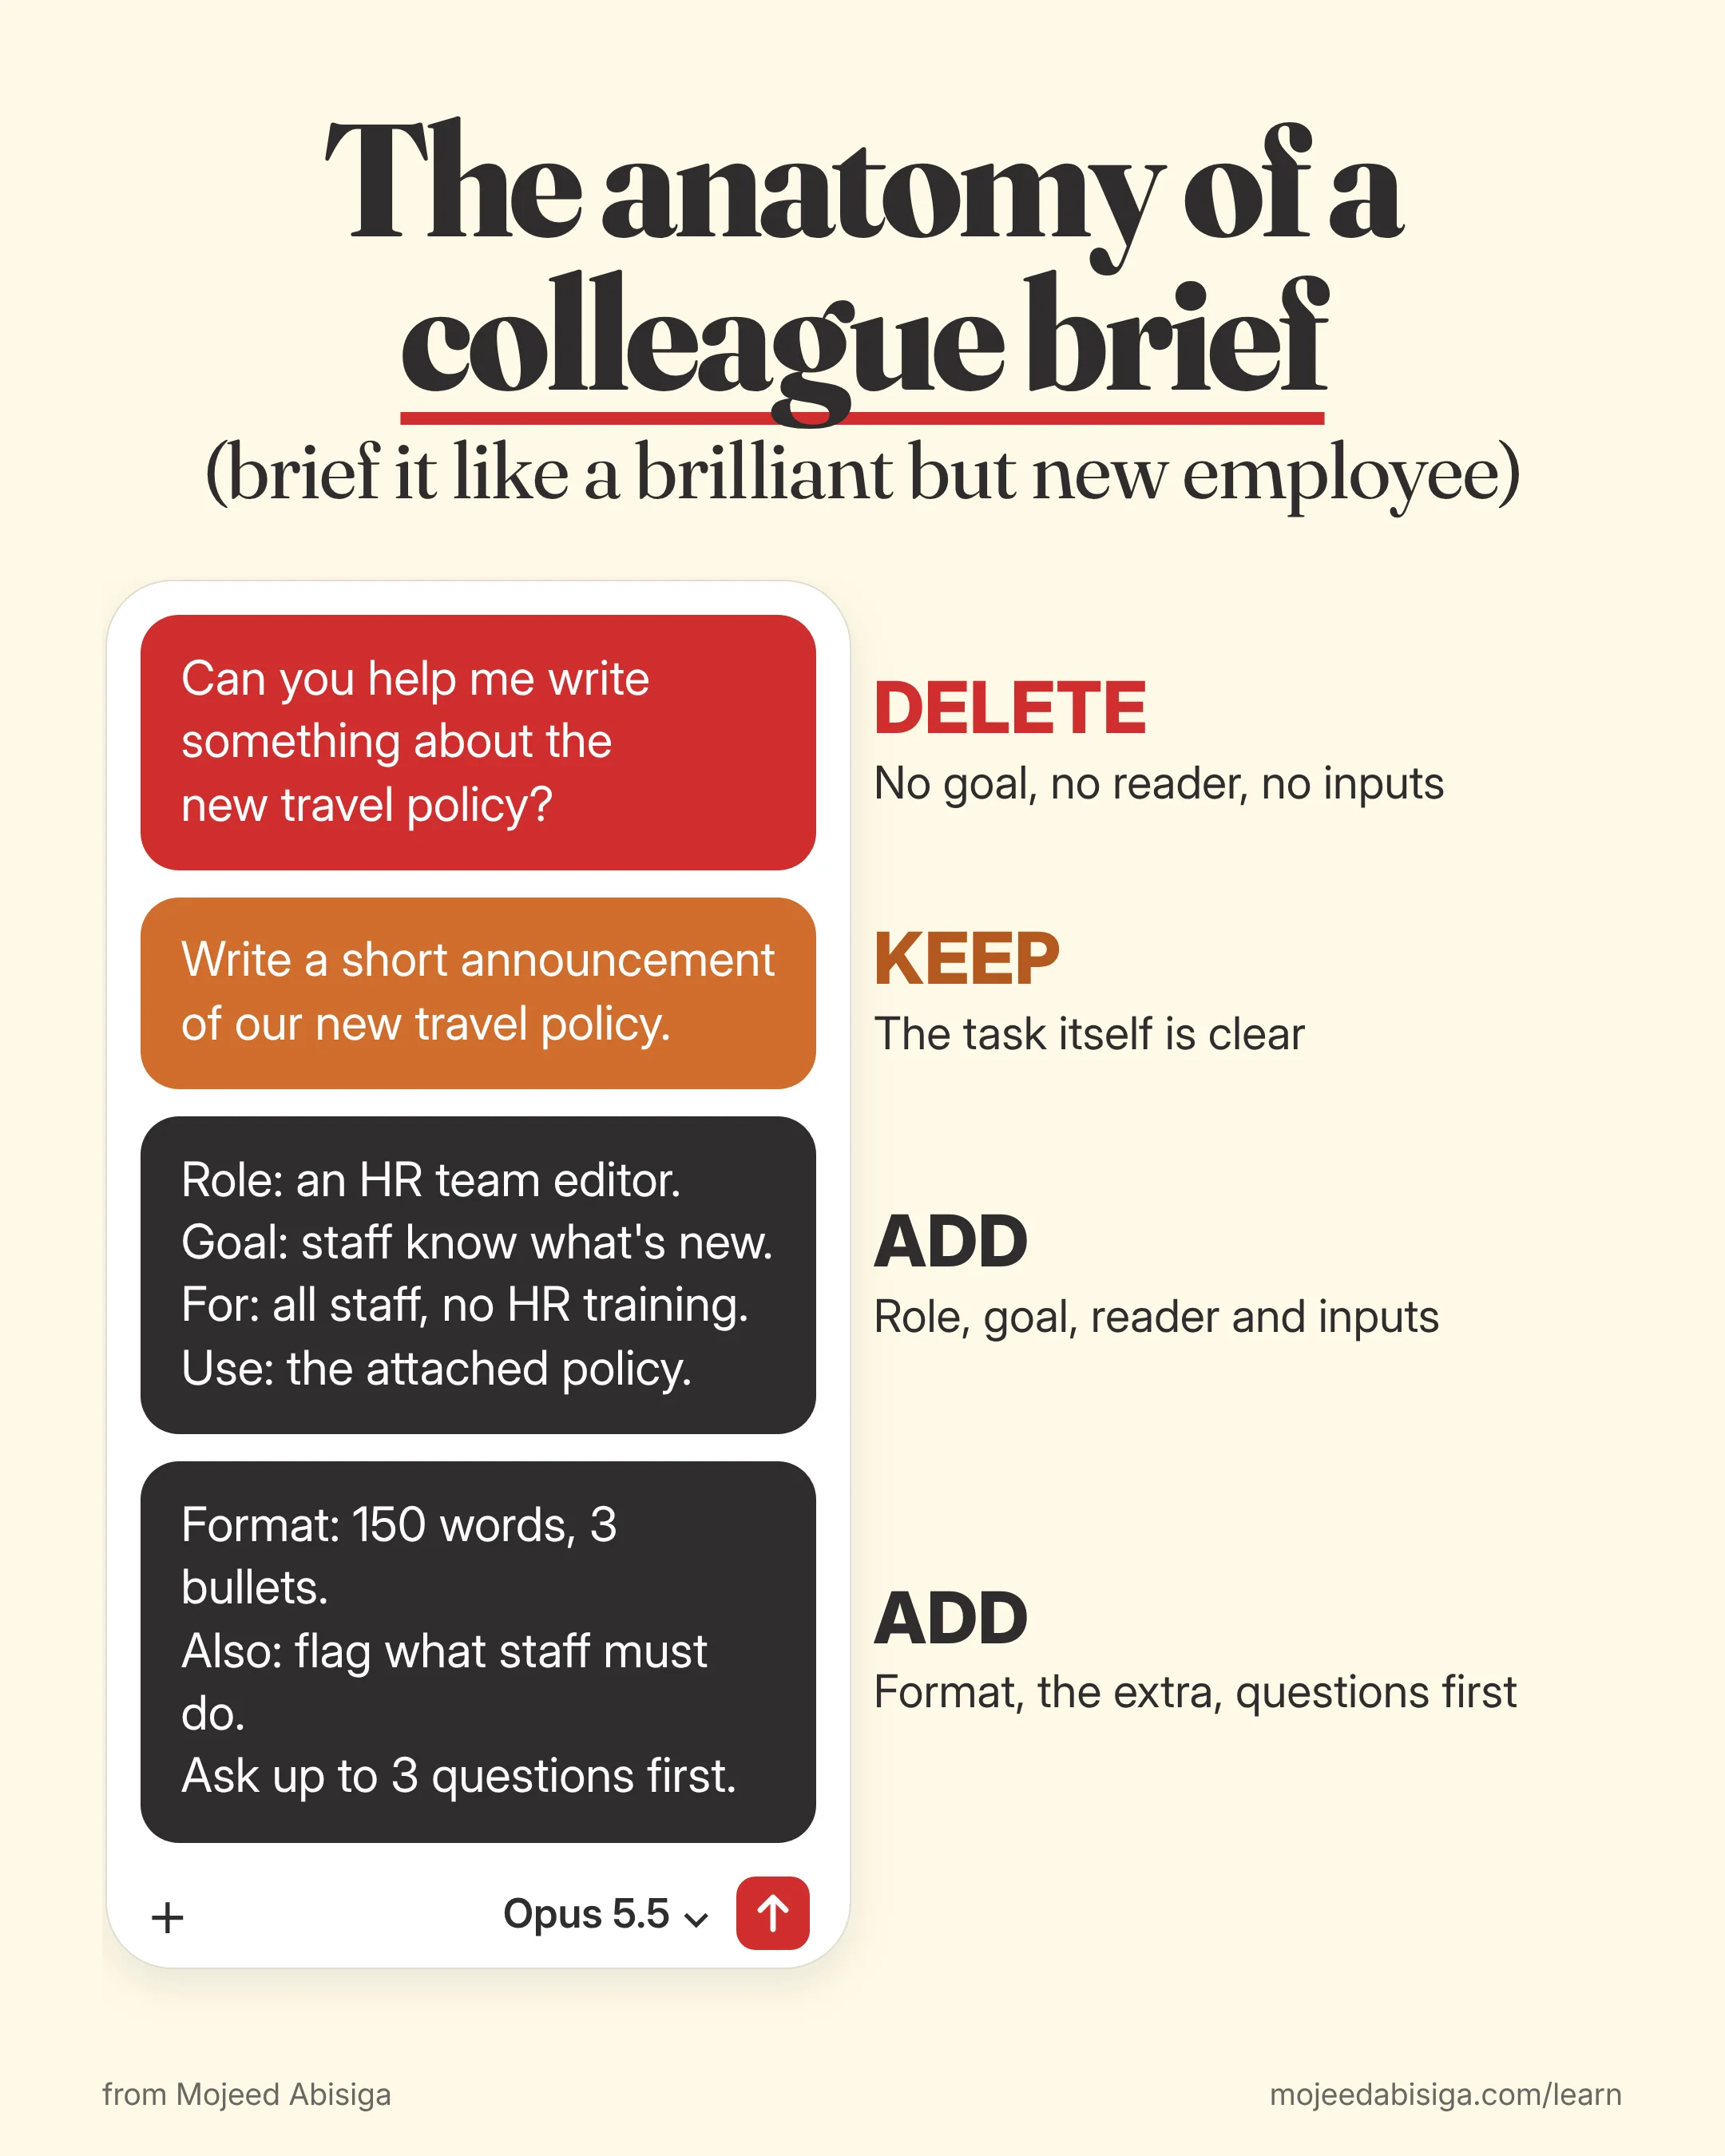 The anatomy of a
colleague brief
(brief it like a brilliant but new employee)
Can you help me write
something about the
new travel policy?
DELETE
No goal, no reader, no inputs
Write a short announcement
of our new travel policy.
KEEP
The task itself is clear
Role: an HR team editor.
Goal: staff know what's new.
For: all staff, no HR training.
Use: the attached policy.
ADD
Role, goal, reader and inputs
Format: 150 words, 3
bullets.
Also: flag what staff must
do.
Ask up to 3 questions first.
ADD
Format, the extra, questions first
Opus 5.5
from Mojeed Abisiga
mojeedabisiga.com/learn